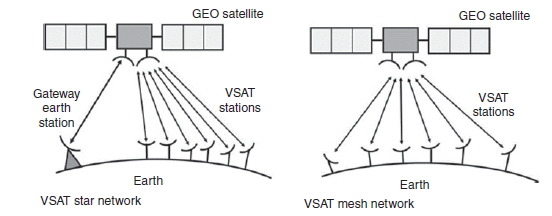 GEO satellite
Gateway
earth
station
VSAT
stations
Earth
VSAT star network
GEO satellite
VSAT
stations
Earth
VSAT mesh network